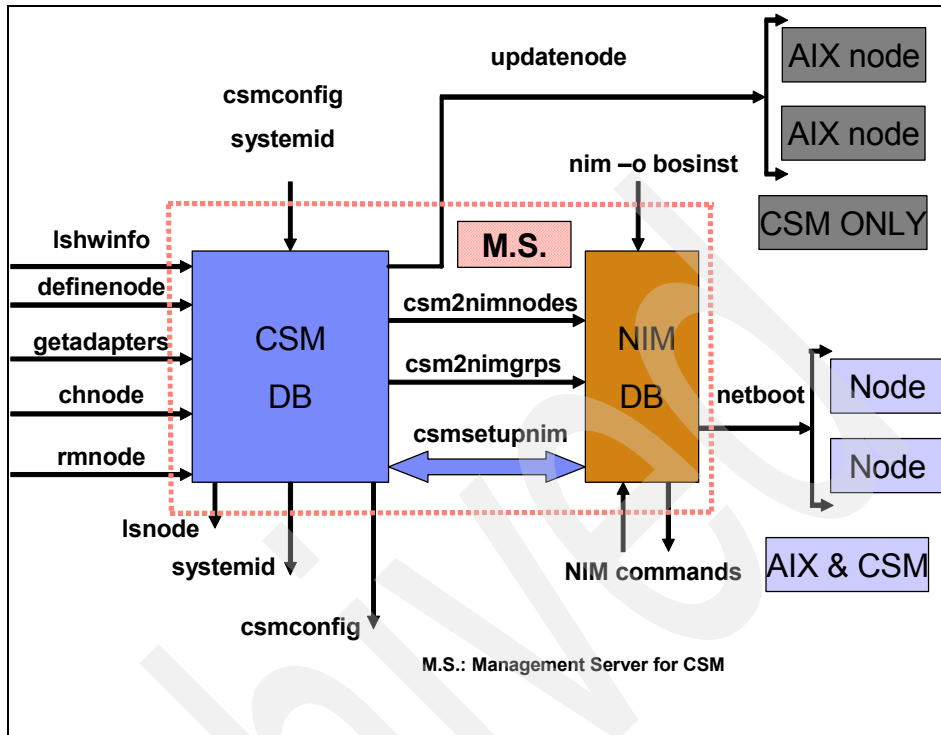 updatenode
AIX node
AIX node
CSM ONLY
csmconfig
systemid
nim –o bosinst
M.S.
lshwinfo
definenode
getadapters
chnode
rmnode
CSM
DB
csm2nimnodes
csm2nimgrps
csmsetupnim
NIM
DB
netboot
Node
Node
AIX & CSM
lsnode
systemid
csmconfig
NIM commands
M.S.: Management Server for CSM
hived